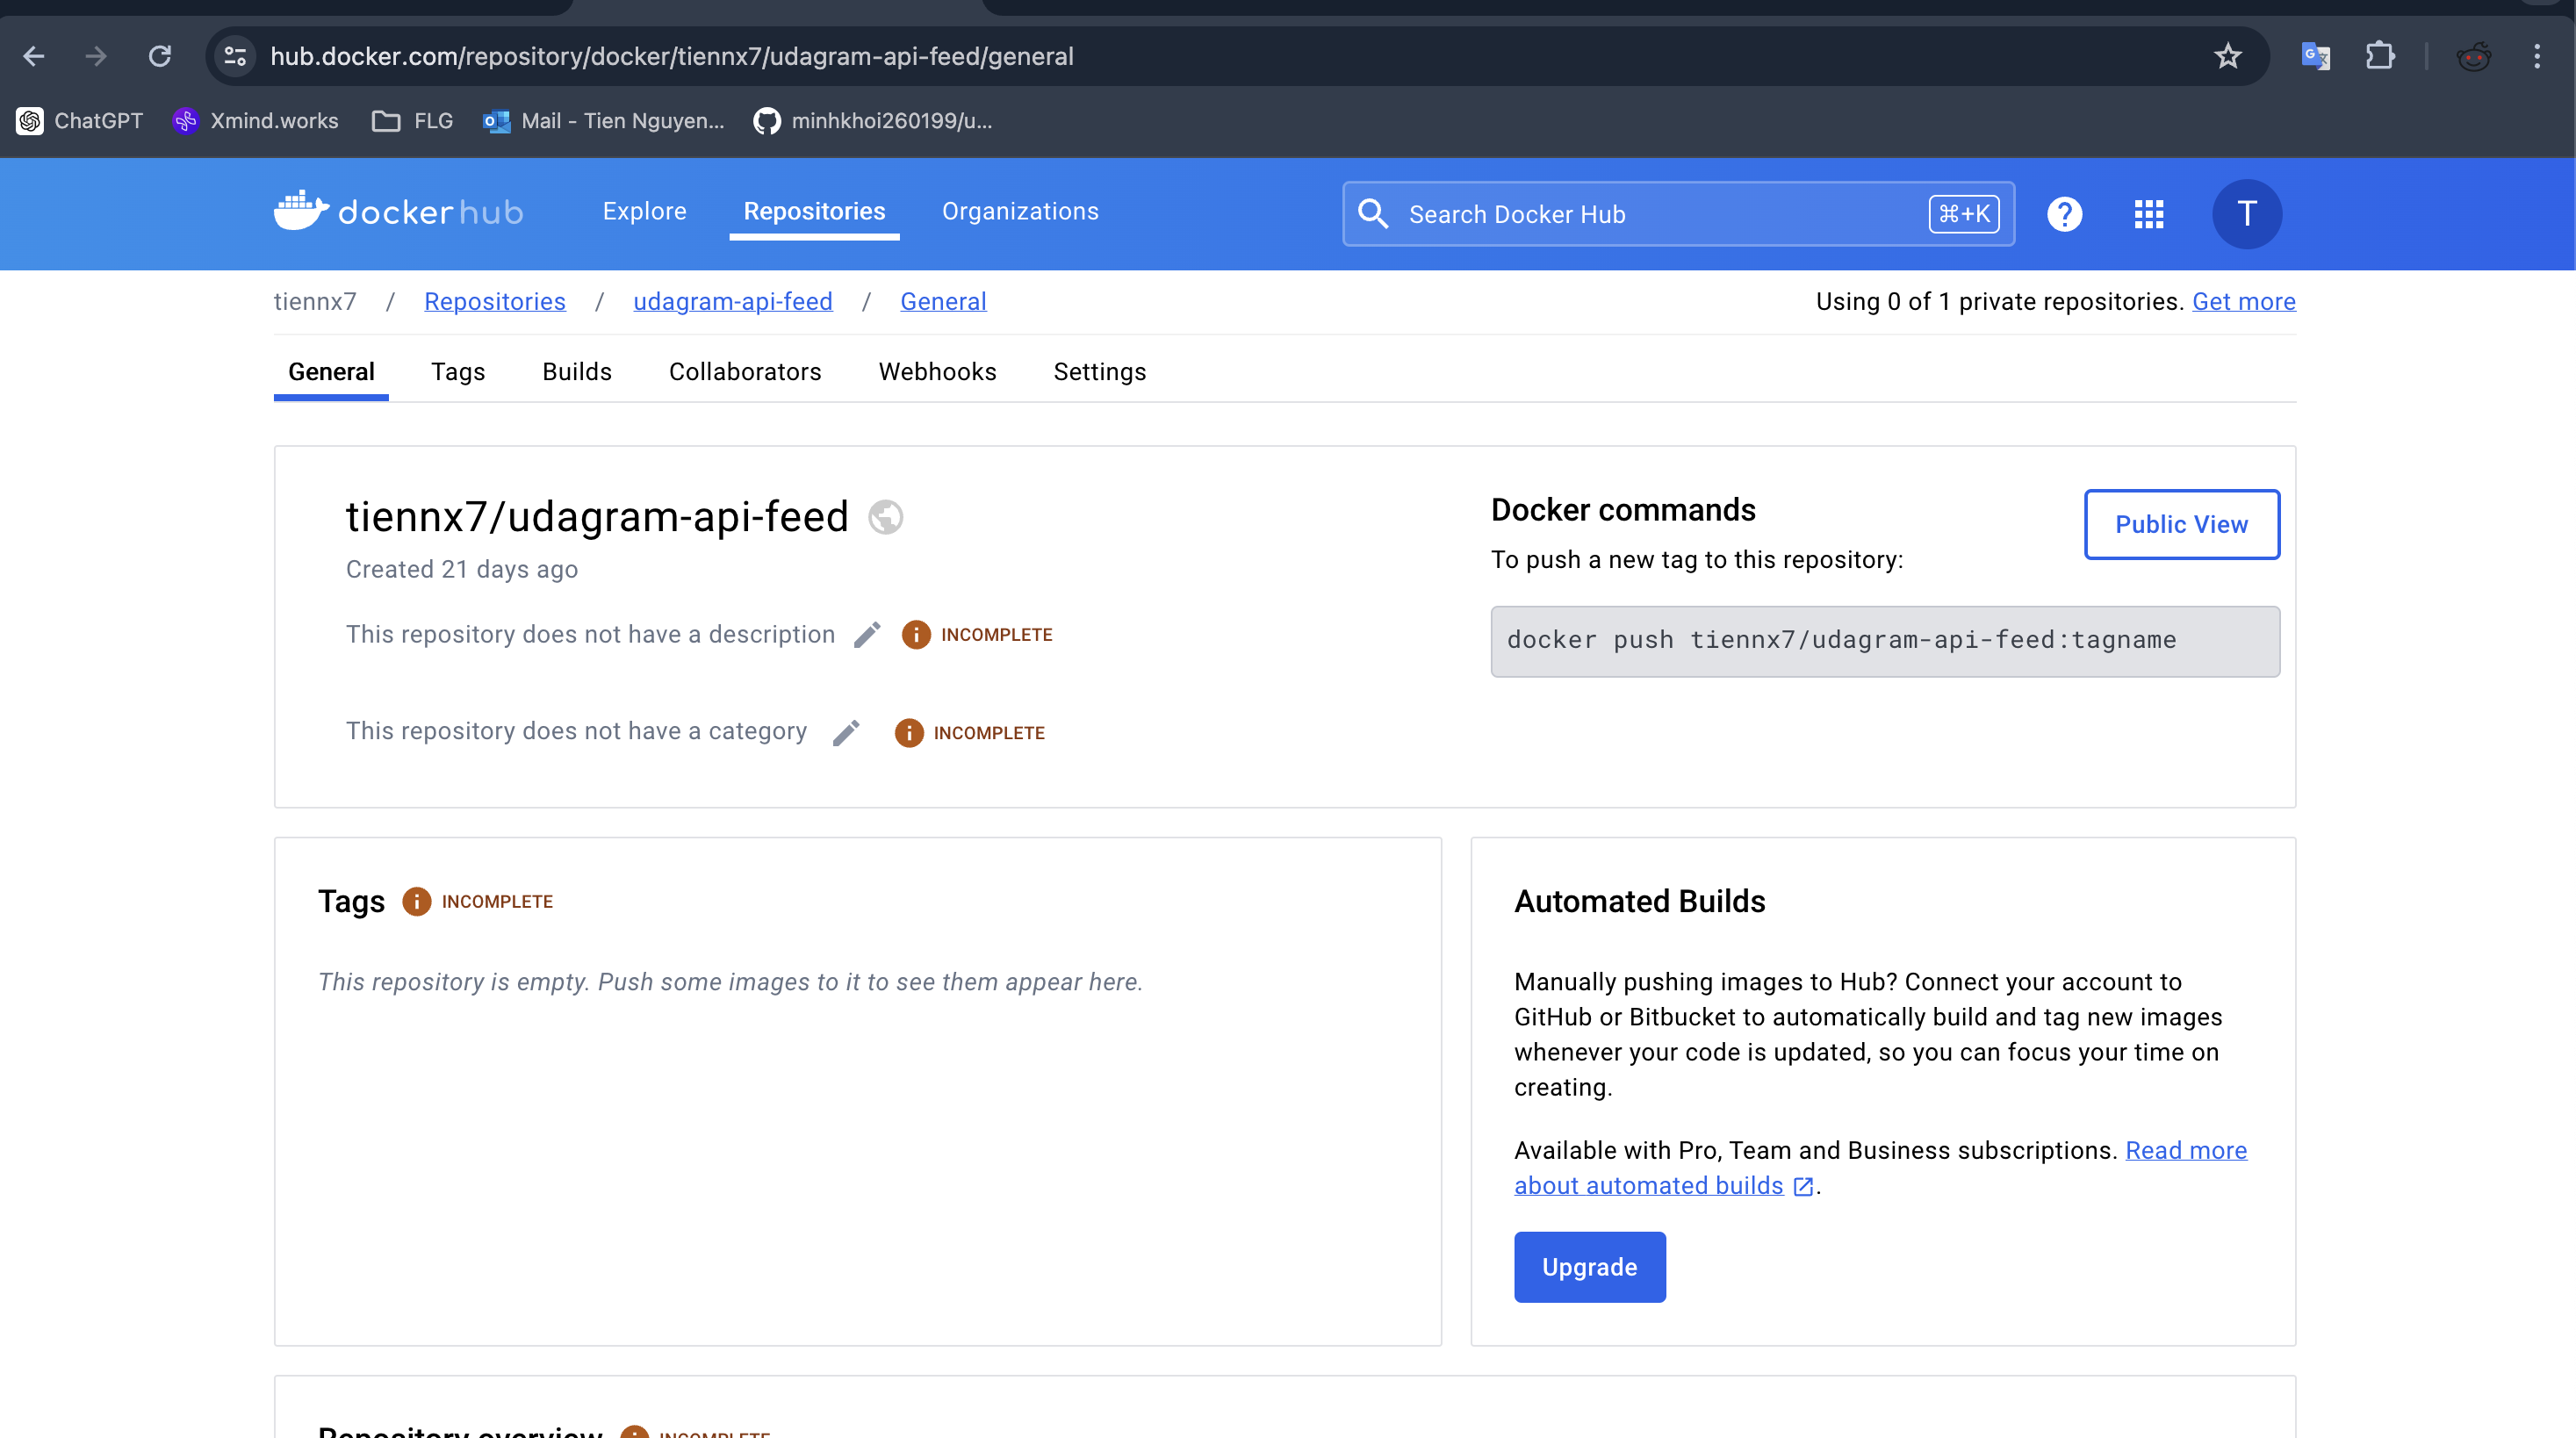 hub.docker.com/repository/docker/tiennx7/udagram-api-feed/general
ChatGPT
Xmind.works
FLG
Mail - Tien Nguyen...
minhkhoi260199/u...
dockerhub
Explore
Repositories
Organizations
Search Docker Hub
⌘+K
?
T
tiennx7 / Repositories / udagram-api-feed / General
Using 0 of 1 private repositories. Get more
General
Tags
Builds
Collaborators
Webhooks
Settings
tiennx7/udagram-api-feed
Created 21 days ago
This repository does not have a description
INCOMPLETE
This repository does not have a category
INCOMPLETE
Docker commands
Public View
To push a new tag to this repository:
docker push tiennx7/udagram-api-feed:tagname
Tags
INCOMPLETE
This repository is empty. Push some images to it to see them appear here.
Automated Builds
Manually pushing images to Hub? Connect your account to
GitHub or Bitbucket to automatically build and tag new images
whenever your code is updated, so you can focus your time on
creating.
Available with Pro, Team and Business subscriptions. Read more
about automated builds.
Upgrade
Repository overview
INCOMPLETE